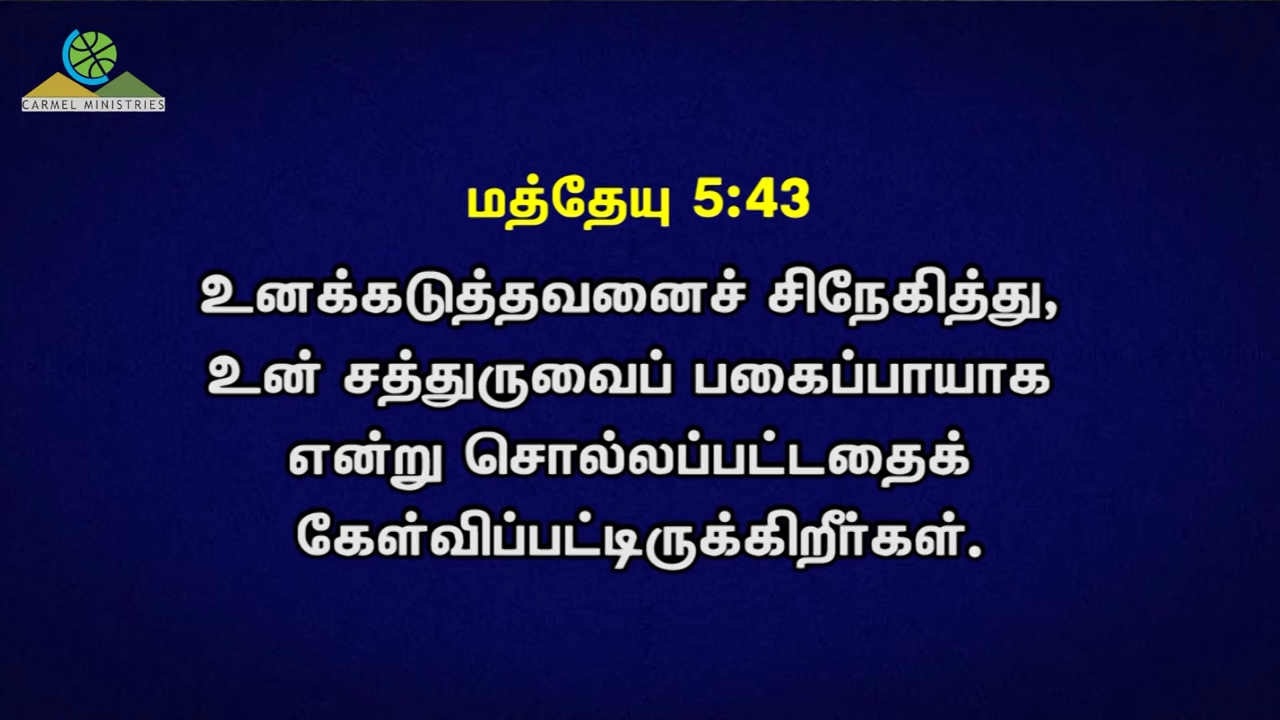 CARMEL MINISTRIES
மத்தேயு 5:43
உனக்கடுத்தவனைச் சிநேகித்து,
உன் சத்துருவைப் பகைப்பாயாக
என்று சொல்லப்பட்டதைக்
கேள்விப்பட்டிருக்கிறீர்கள்.